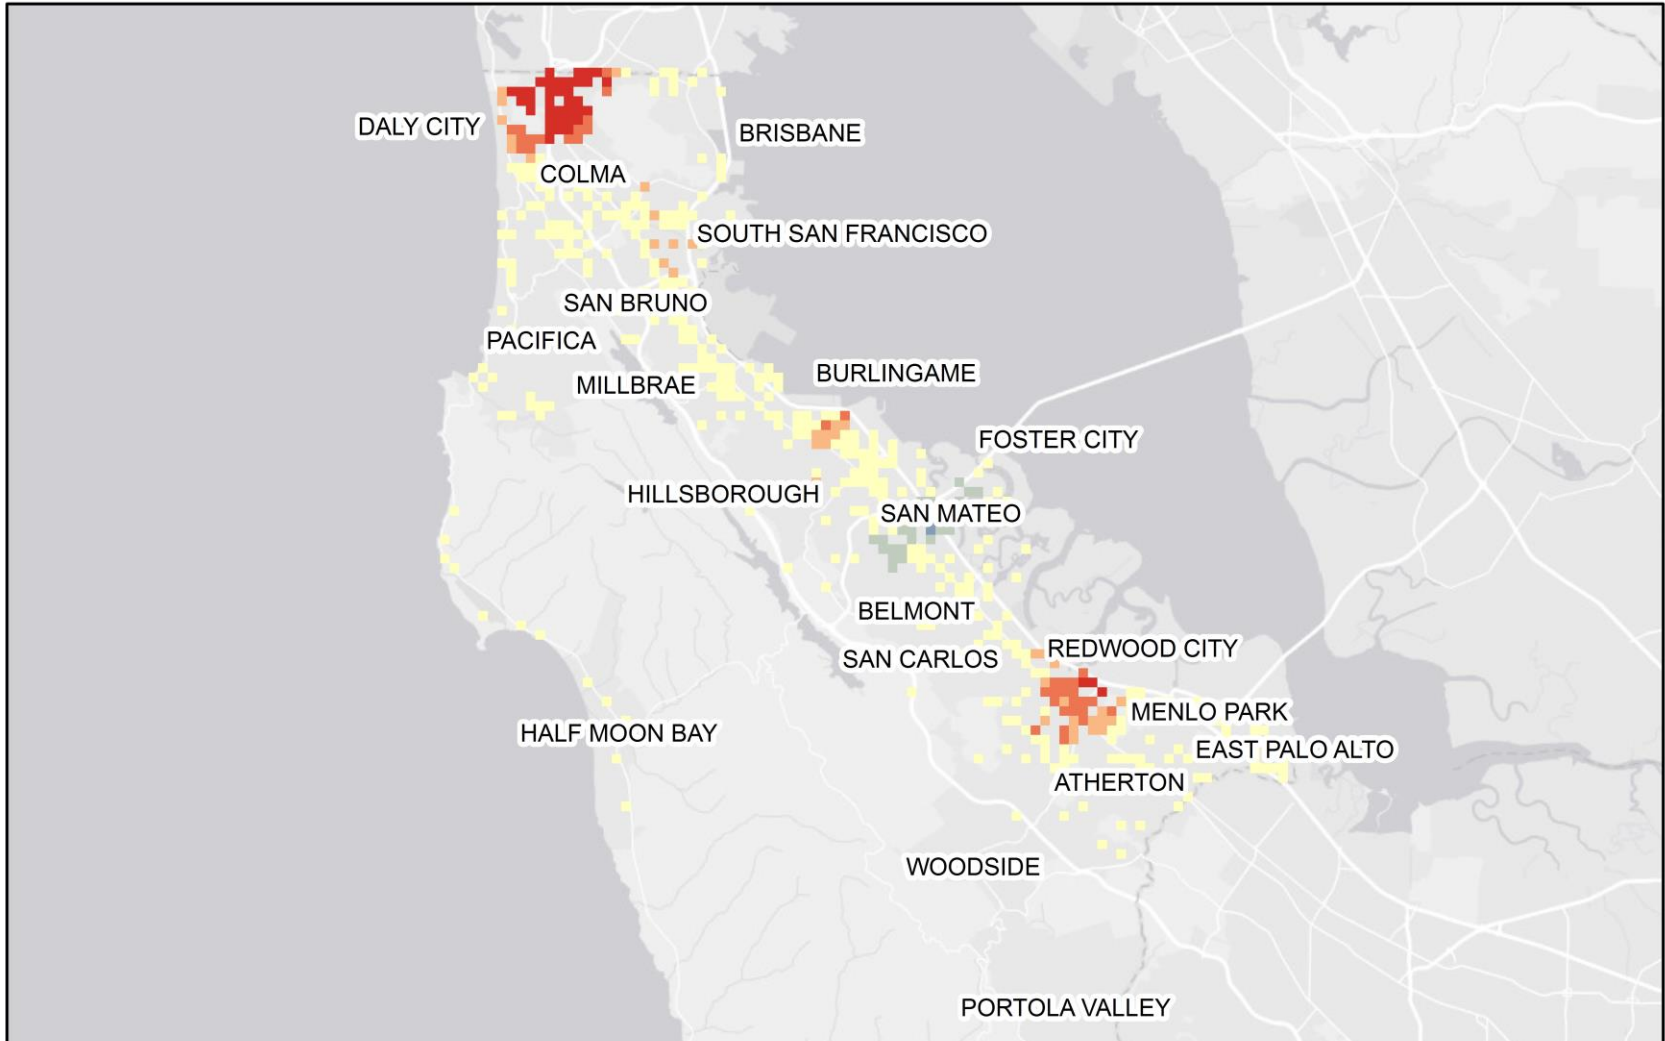 DALY CITY
BRISBANE
COLMA
SOUTH SAN FRANCISCO
SAN BRUNO
PACIFICA
BURLINGAME
MILLBRAE
FOSTER CITY
HILLSBOROUGH
SAN MATEO
BELMONT
REDWOOD CITY
SAN CARLOS
MENLO PARK
HALF MOON BAY
EAST PALO ALTO
ATHERTON
WOODSIDE
PORTOLA VALLEY